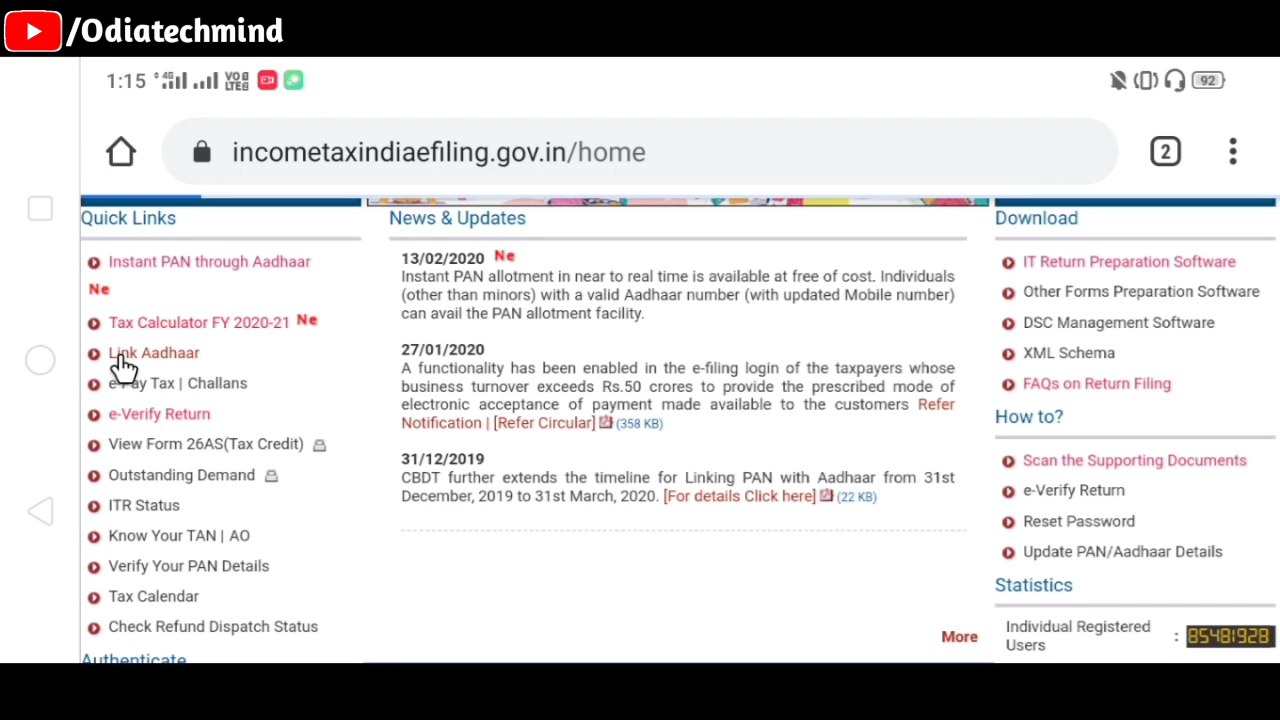 /Odiatechmind
1:15 4G VO LTE 92
incometaxindiaefiling.gov.in/home
2
Quick Links
Instant PAN through Aadhaar
Ne
Tax Calculator FY 2020-21 Ne
Link Aadhaar
e-Pay Tax | Challans
e-Verify Return
View Form 26AS(Tax Credit)
Outstanding Demand
ITR Status
Know Your TAN | AO
Verify Your PAN Details
Tax Calendar
Check Refund Dispatch Status
Authenticate
News & Updates
13/02/2020 Ne
Instant PAN allotment in near to real time is available at free of cost. Individuals
(other than minors) with a valid Aadhaar number (with updated Mobile number)
can avail the PAN allotment facility.
27/01/2020
A functionality has been enabled in the e-filing login of the taxpayers whose
business turnover exceeds Rs.50 crores to provide the prescribed mode of
electronic acceptance of payment made available to the customers Refer
Notification | [Refer Circular] (358 KB)
31/12/2019
CBDT further extends the timeline for Linking PAN with Aadhaar from 31st
December, 2019 to 31st March, 2020. [For details Click here] (22 KB)
More
Download
IT Return Preparation Software
Other Forms Preparation Software
DSC Management Software
XML Schema
FAQs on Return Filing
How to?
Scan the Supporting Documents
e-Verify Return
Reset Password
Update PAN/Aadhaar Details
Statistics
Individual Registered
Users : 85481928